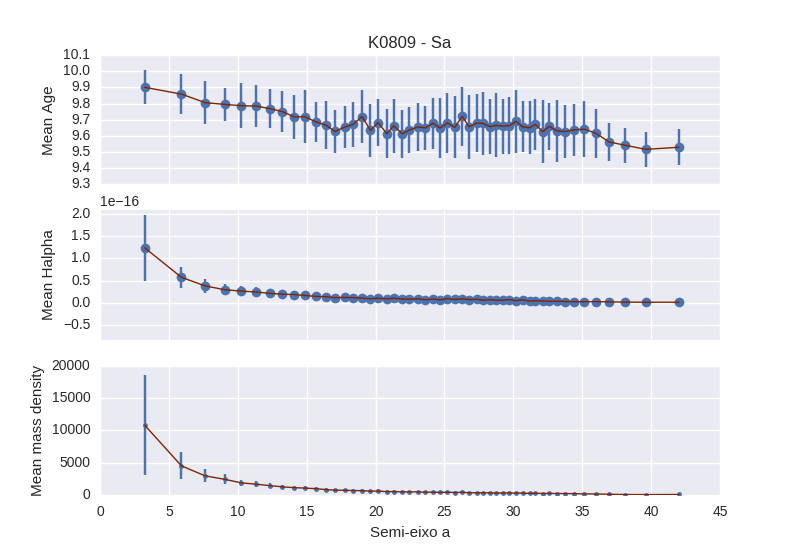 K0809 - Sa
10.1
10.0
9.9
9.8
9.7
9.6
9.5
9.4
9.3
Mean Age
1e−16
2.0
1.5
1.0
0.5
0.0
−0.5
Mean Halpha
20000
15000
10000
5000
0
Mean mass density
0 5 10 15 20 25 30 35 40 45
Semi-eixo a